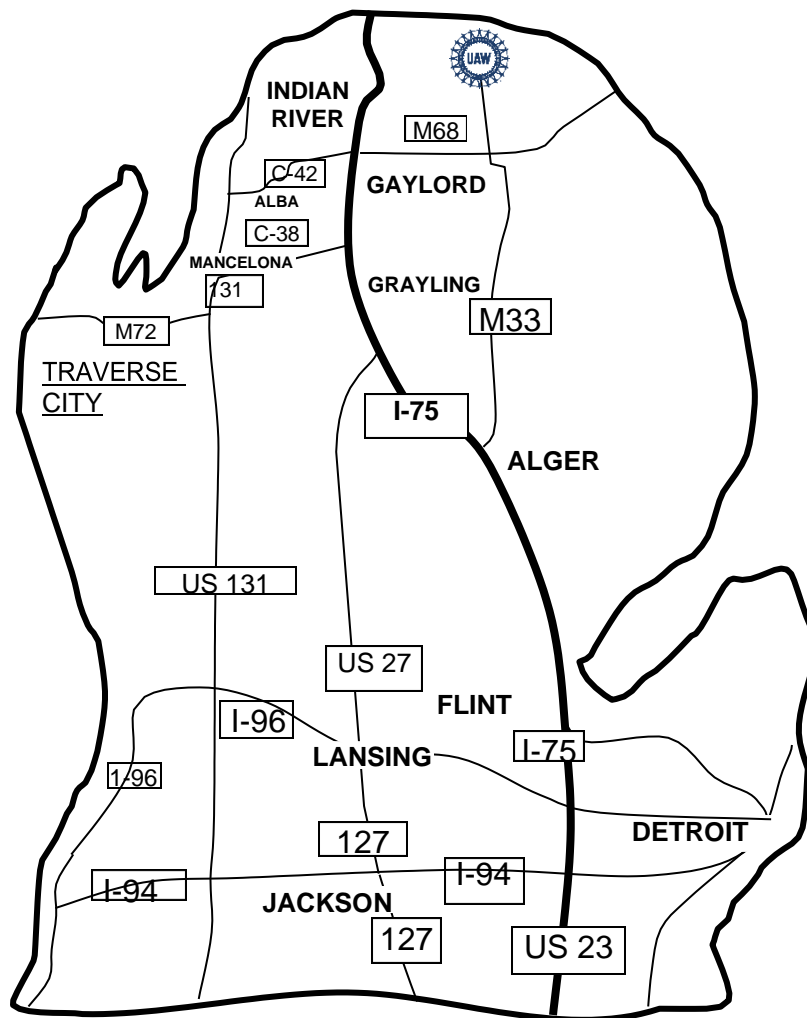 UAW
INDIAN
RIVER
M68
C-42
GAYLORD
ALBA
C-38
MANCELONA
GRAYLING
131
M33
M72
TRAVERSE
CITY
I-75
ALGER
US 131
US 27
FLINT
I-96
I-75
LANSING
1-96
127
DETROIT
I-94
I-94
JACKSON
127
US 23